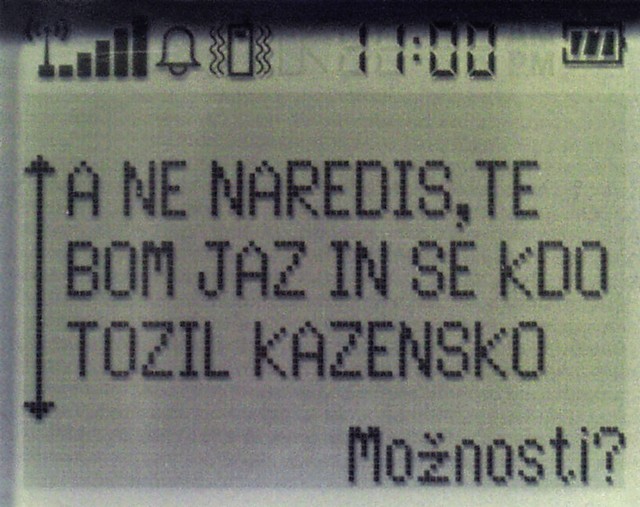 11:00
A NE NAREDIS,TE
BOM JAZ IN SE KDO
TOZIL KAZENSKO
Možnosti?